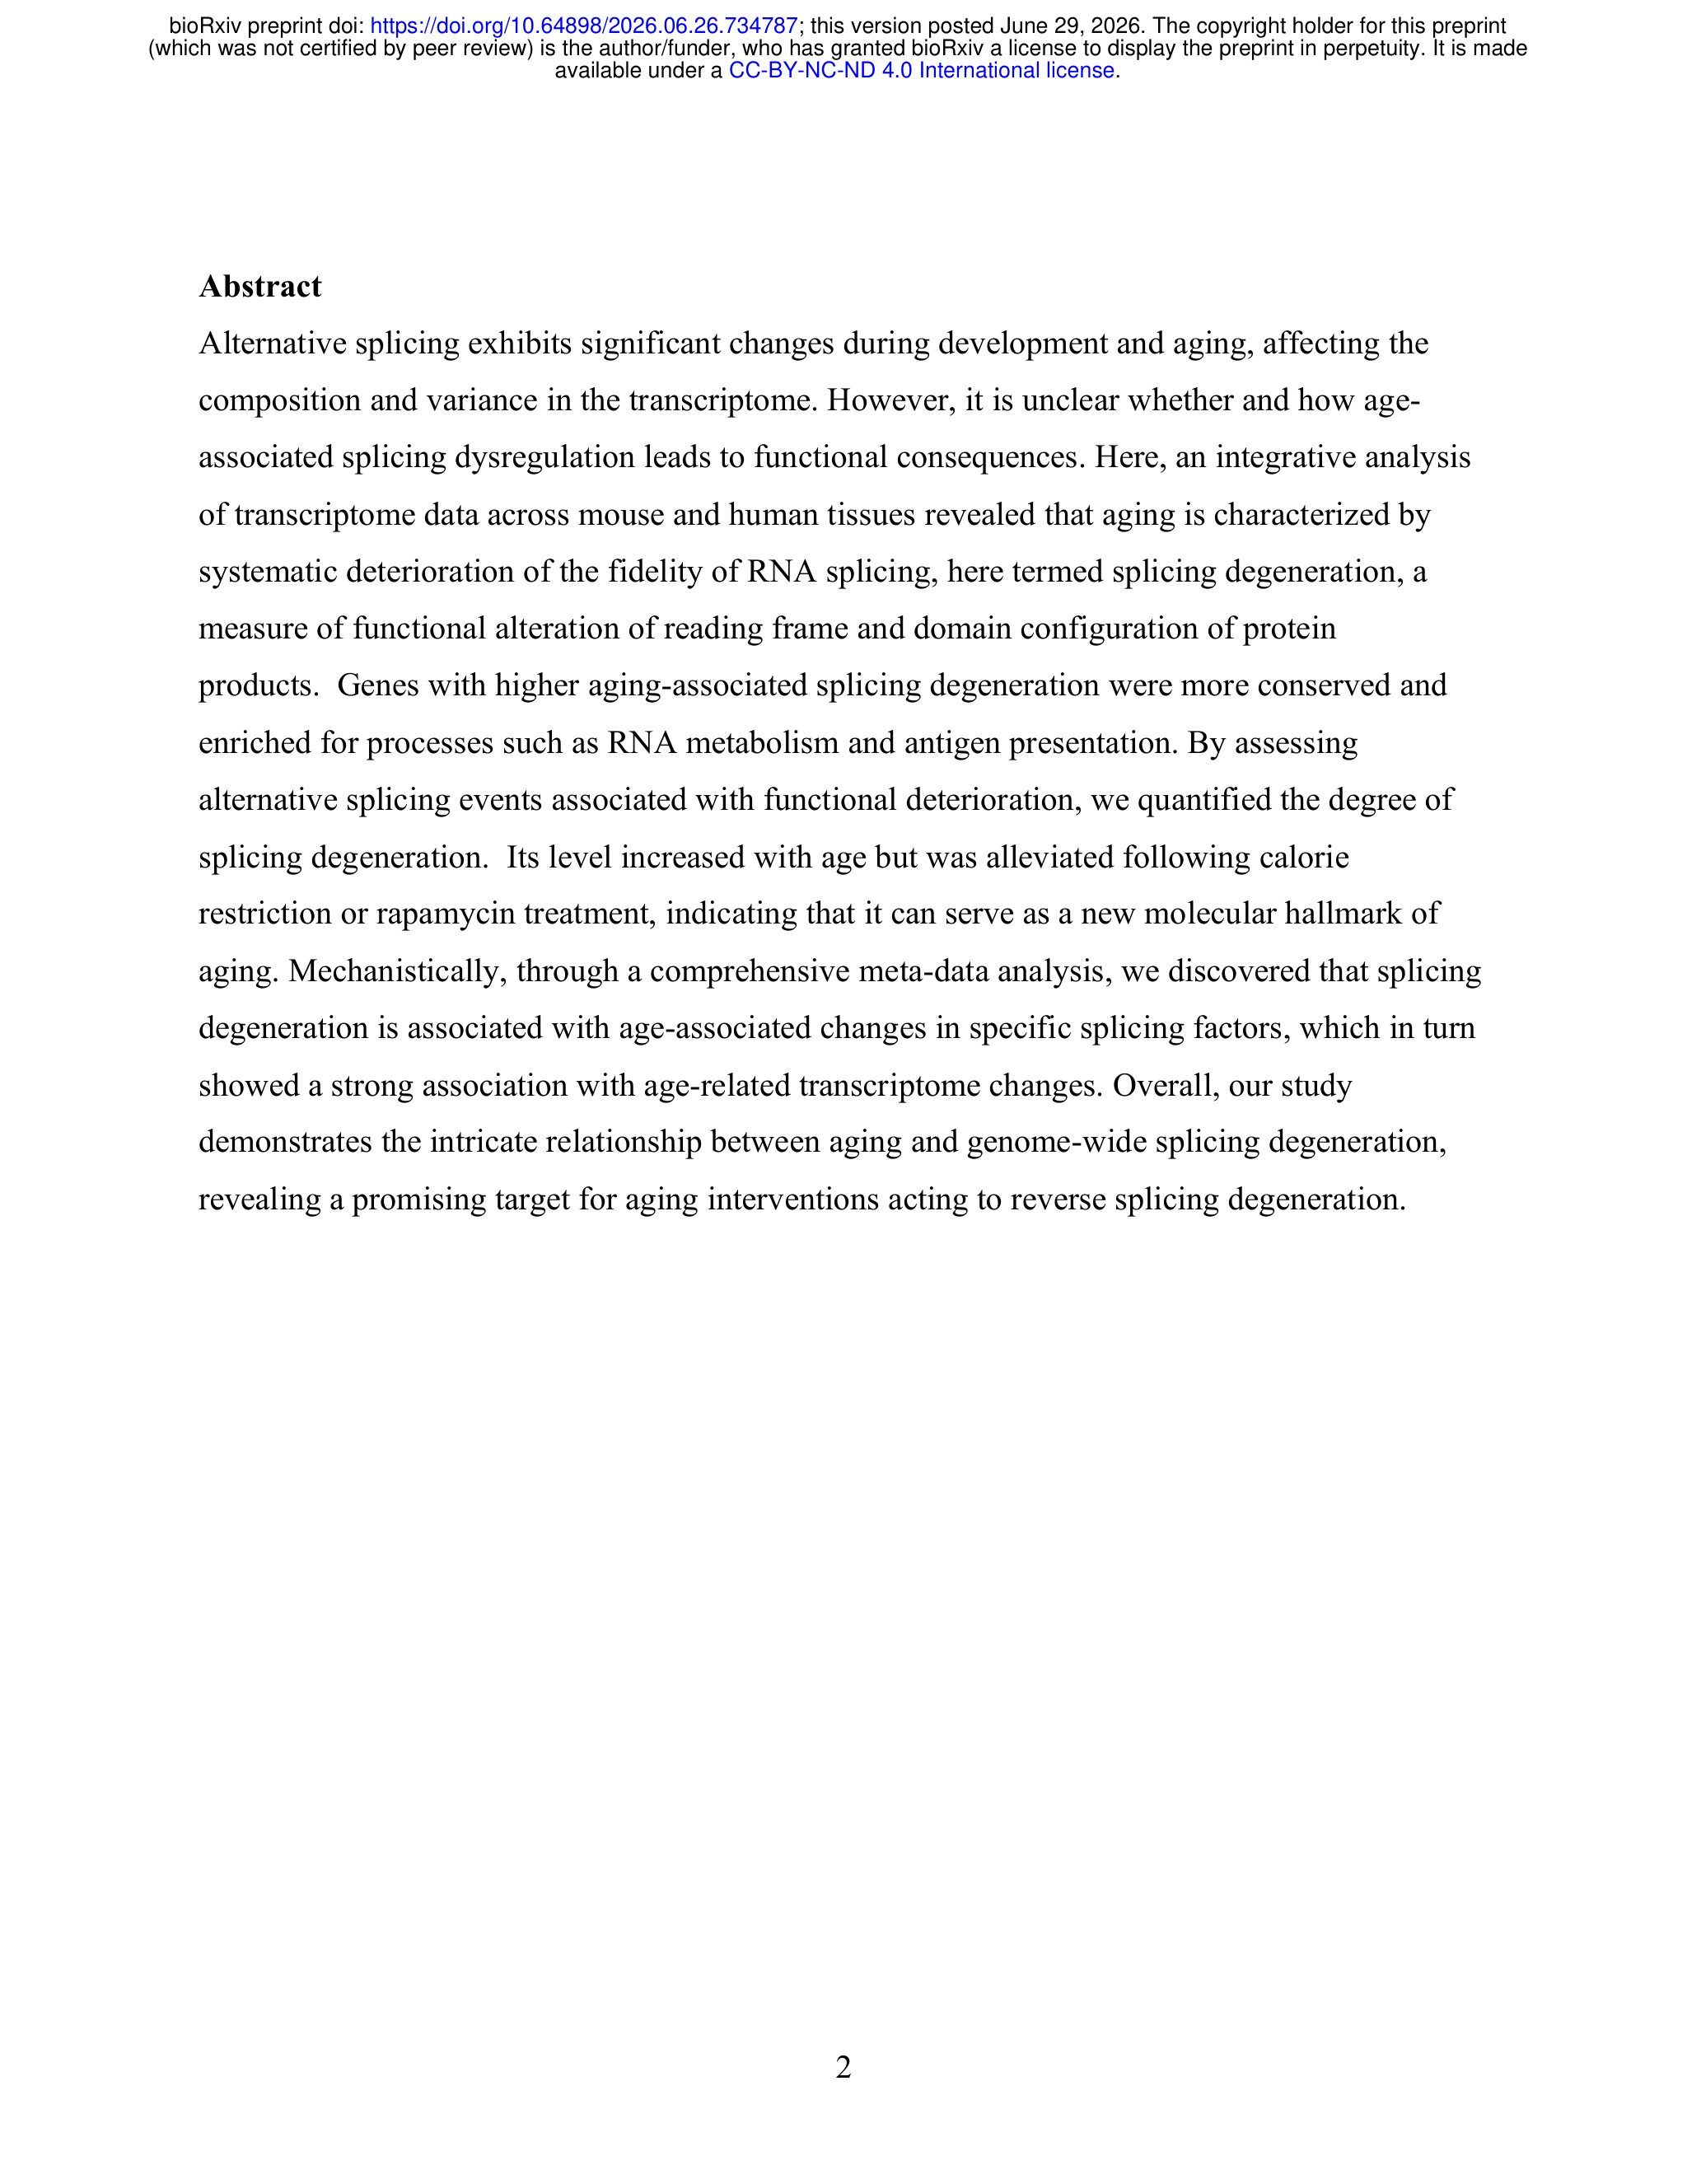 bioRxiv preprint doi: https://doi.org/10.64898/2026.06.26.734787; this version posted June 29, 2026. The copyright holder for this preprint
(which was not certified by peer review) is the author/funder, who has granted bioRxiv a license to display the preprint in perpetuity. It is made
available under a CC-BY-NC-ND 4.0 International license.
Abstract
Alternative splicing exhibits significant changes during development and aging, affecting the
composition and variance in the transcriptome. However, it is unclear whether and how age-
associated splicing dysregulation leads to functional consequences. Here, an integrative analysis
of transcriptome data across mouse and human tissues revealed that aging is characterized by
systematic deterioration of the fidelity of RNA splicing, here termed splicing degeneration, a
measure of functional alteration of reading frame and domain configuration of protein
products.  Genes with higher aging-associated splicing degeneration were more conserved and
enriched for processes such as RNA metabolism and antigen presentation. By assessing
alternative splicing events associated with functional deterioration, we quantified the degree of
splicing degeneration.  Its level increased with age but was alleviated following calorie
restriction or rapamycin treatment, indicating that it can serve as a new molecular hallmark of
aging. Mechanistically, through a comprehensive meta-data analysis, we discovered that splicing
degeneration is associated with age-associated changes in specific splicing factors, which in turn
showed a strong association with age-related transcriptome changes. Overall, our study
demonstrates the intricate relationship between aging and genome-wide splicing degeneration,
revealing a promising target for aging interventions acting to reverse splicing degeneration.
2